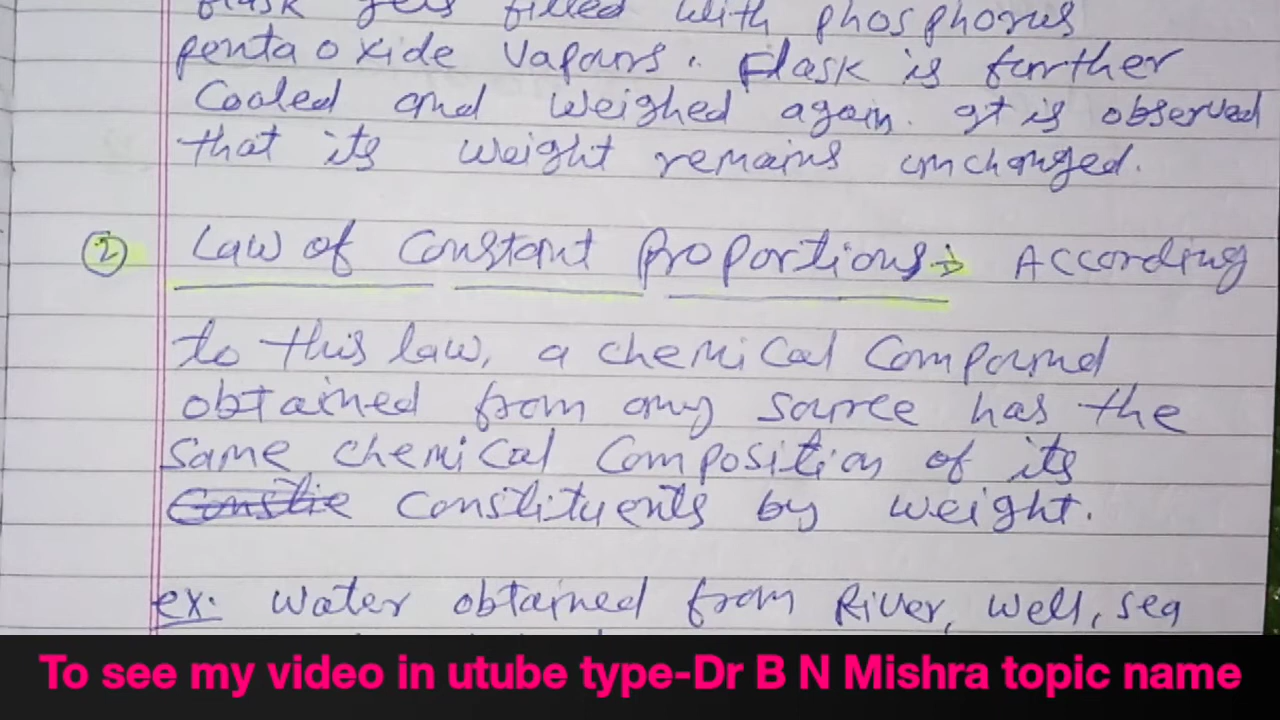 flask gets filled with phosphorus
pentaoxide vapours. Flask is further
cooled and weighed again. It is observed
that its weight remains unchanged.
② Law of Constant Proportions → According
to this law, a chemical compound
obtained from any source has the
same chemical composition of its
constituents by weight.
ex: Water obtained from River, well, sea
To see my video in utube type-Dr B N Mishra topic name